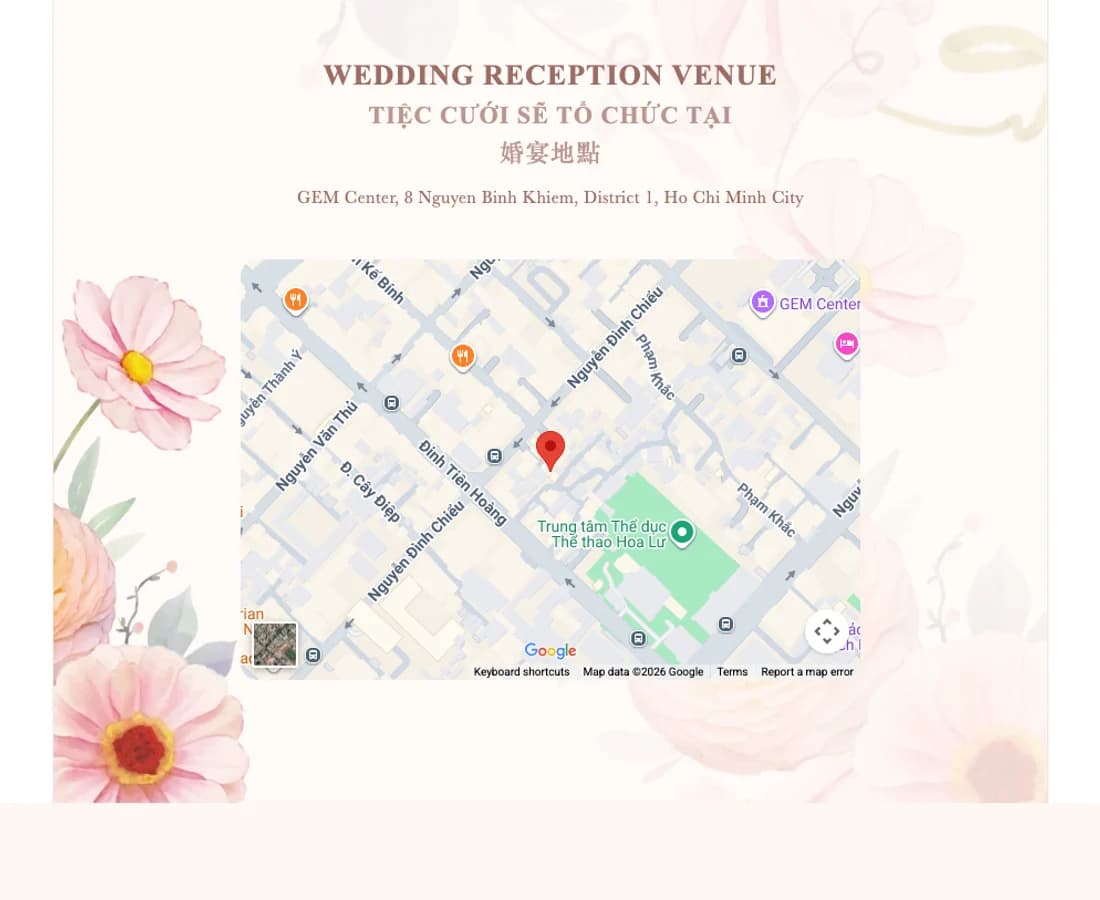 WEDDING RECEPTION VENUE
TIỆC CƯỚI SẼ TỔ CHỨC TẠI
婚宴地點
GEM Center, 8 Nguyen Binh Khiem, District 1, Ho Chi Minh City
Kế Bính
GEM Center
Nguyễn Đình Chiểu
Phạm Khắc
Thành Ý
Nguyễn Văn Thủ
Đinh Tiên Hoàng
Đ. Cây Điệp
Phạm Khắc
Nguyễn Đình Chiểu
Trung tâm Thể dục
Thể thao Hoa Lư
Google
Keyboard shortcuts
Map data ©2026 Google
Terms
Report a map error